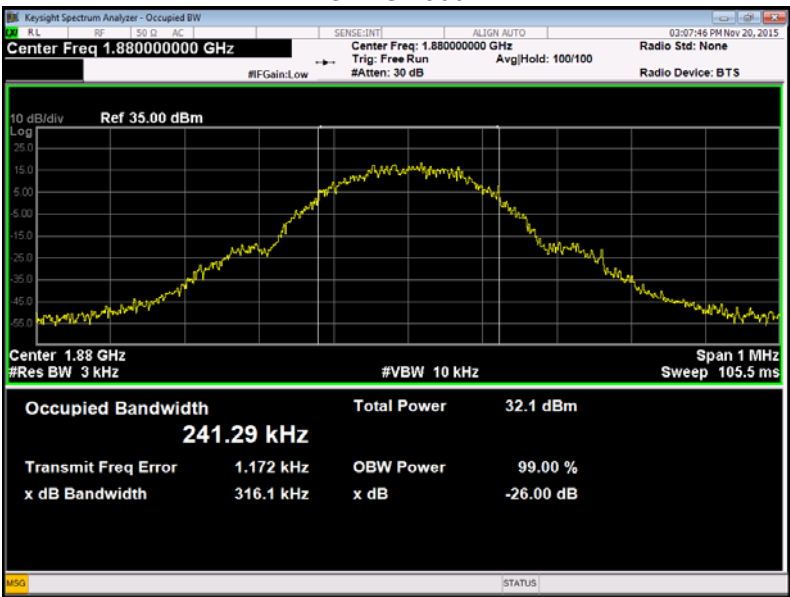 Keysight Spectrum Analyzer - Occupied BW
LXI RL RF 50 Ω AC SENSE:INT ALIGN AUTO 03:07:46 PM Nov 20, 2015
Center Freq 1.880000000 GHz Center Freq: 1.880000000 GHz Radio Std: None
Trig: Free Run Avg|Hold: 100/100
#IFGain:Low #Atten: 30 dB Radio Device: BTS
10 dB/div Ref 35.00 dBm
Log
25.0
15.0
5.00
-5.00
-15.0
-25.0
-35.0
-45.0
-55.0
Center 1.88 GHz Span 1 MHz
#Res BW 3 kHz #VBW 10 kHz Sweep 105.5 ms
Occupied Bandwidth Total Power 32.1 dBm
241.29 kHz
Transmit Freq Error 1.172 kHz OBW Power 99.00 %
x dB Bandwidth 316.1 kHz x dB -26.00 dB
MSG STATUS